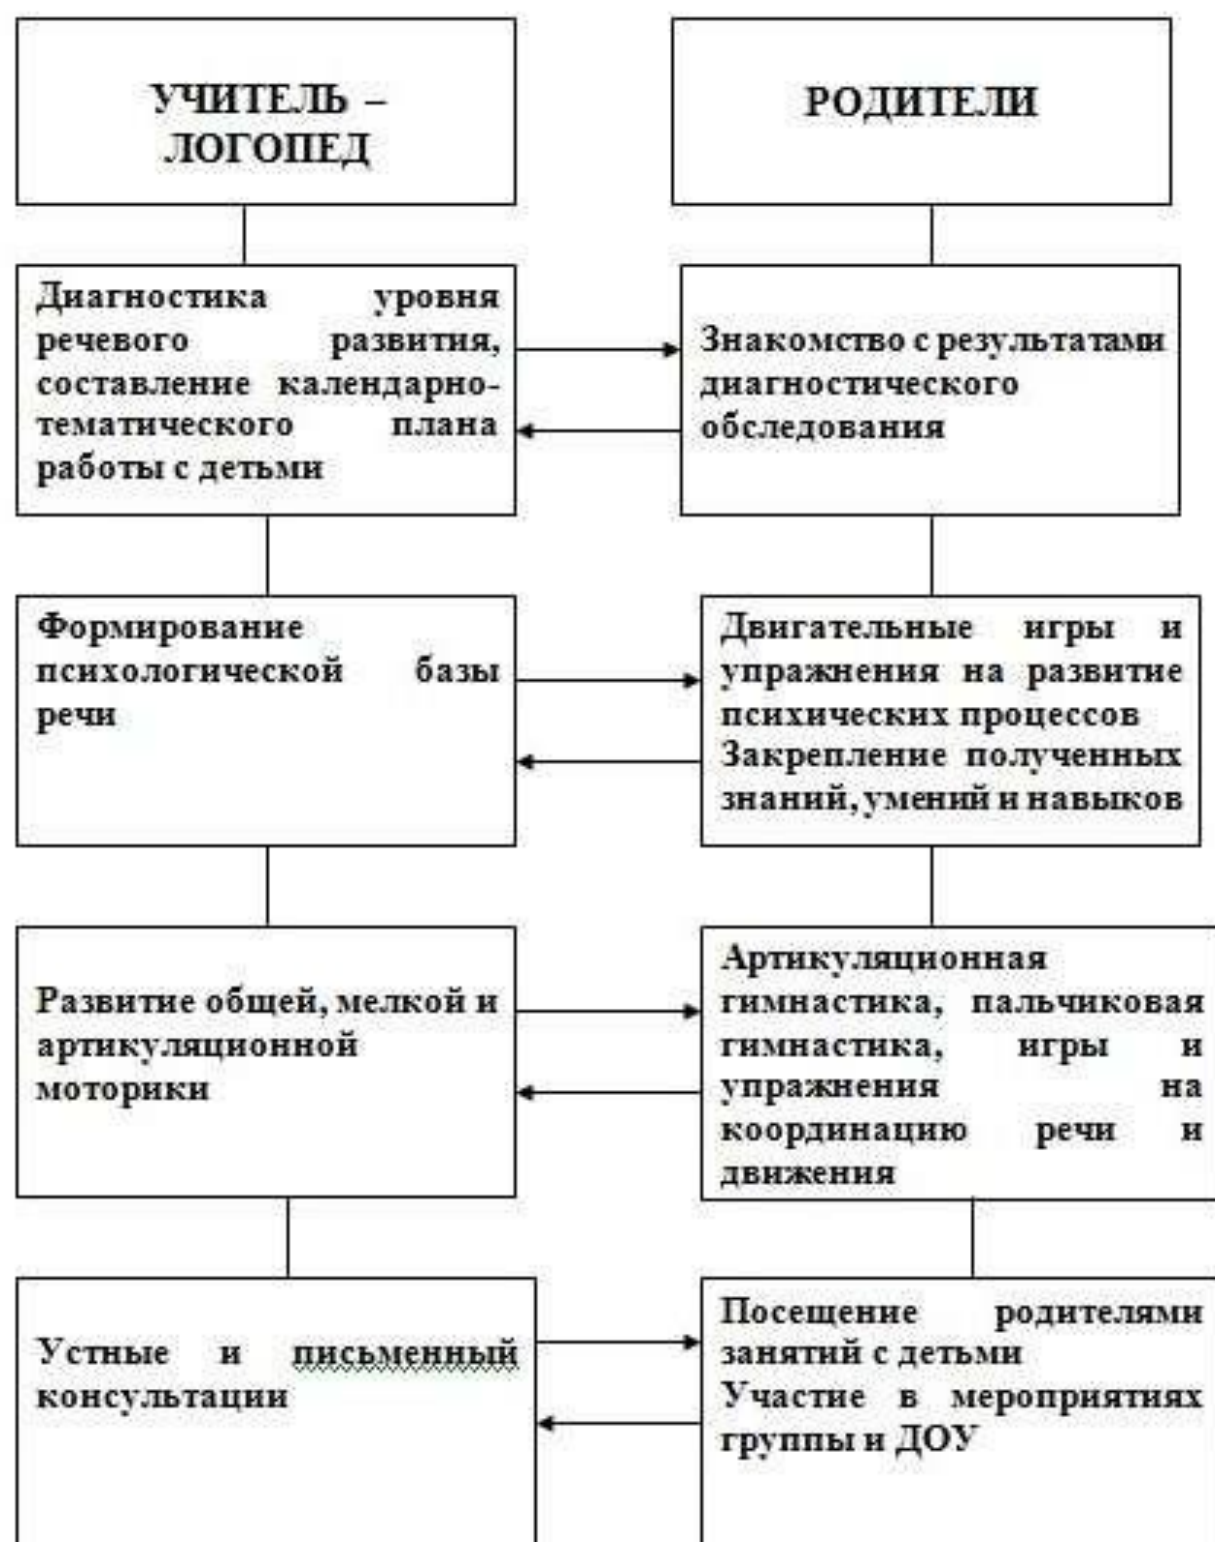 УЧИТЕЛЬ –
ЛОГОПЕД
РОДИТЕЛИ
Диагностика уровня
речевого развития,
составление календарно-
тематического плана
работы с детьми
Знакомство с результатами
диагностического
обследования
Формирование
психологической базы
речи
Двигательные игры и
упражнения на развитие
психических процессов
Закрепление полученных
знаний, умений и навыков
Развитие общей, мелкой и
артикуляционной
моторики
Артикуляционная
гимнастика, пальчиковая
гимнастика, игры и
упражнения на
координацию речи и
движения
Устные и письменный
консультации
Посещение родителями
занятий с детьми
Участие в мероприятиях
группы и ДОУ